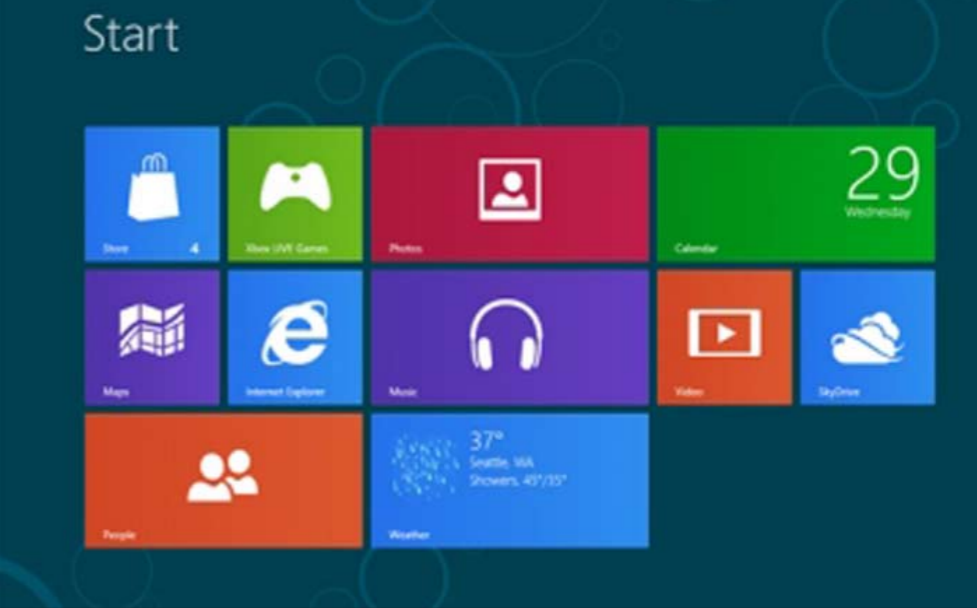 Start
Store 4
Xbox LIVE Games
Photos
29
Wednesday
Calendar
Maps
Internet Explorer
Music
Video
SkyDrive
People
37°
Seattle, WA
Showers, 45°/35°
Weather